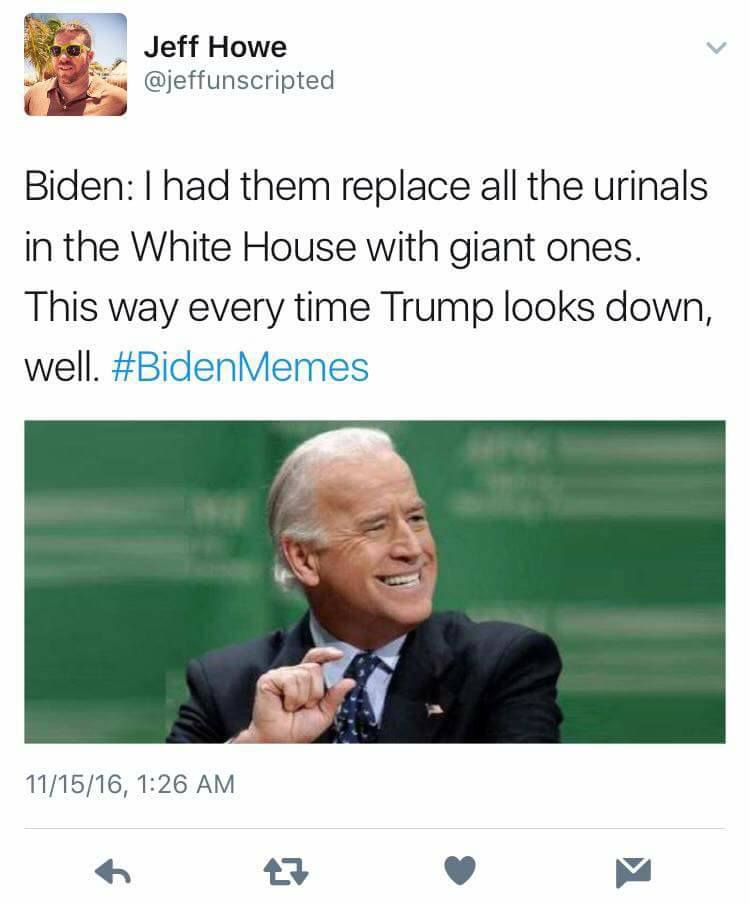 Jeff Howe
@jeffunscripted
Biden: I had them replace all the urinals
in the White House with giant ones.
This way every time Trump looks down,
well. #BidenMemes
11/15/16, 1:26 AM